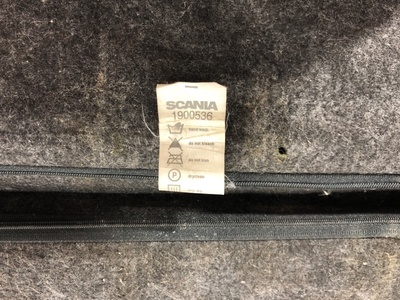 SCANIA
1900536
hand wash
do not bleach
do not iron
dryclean
P